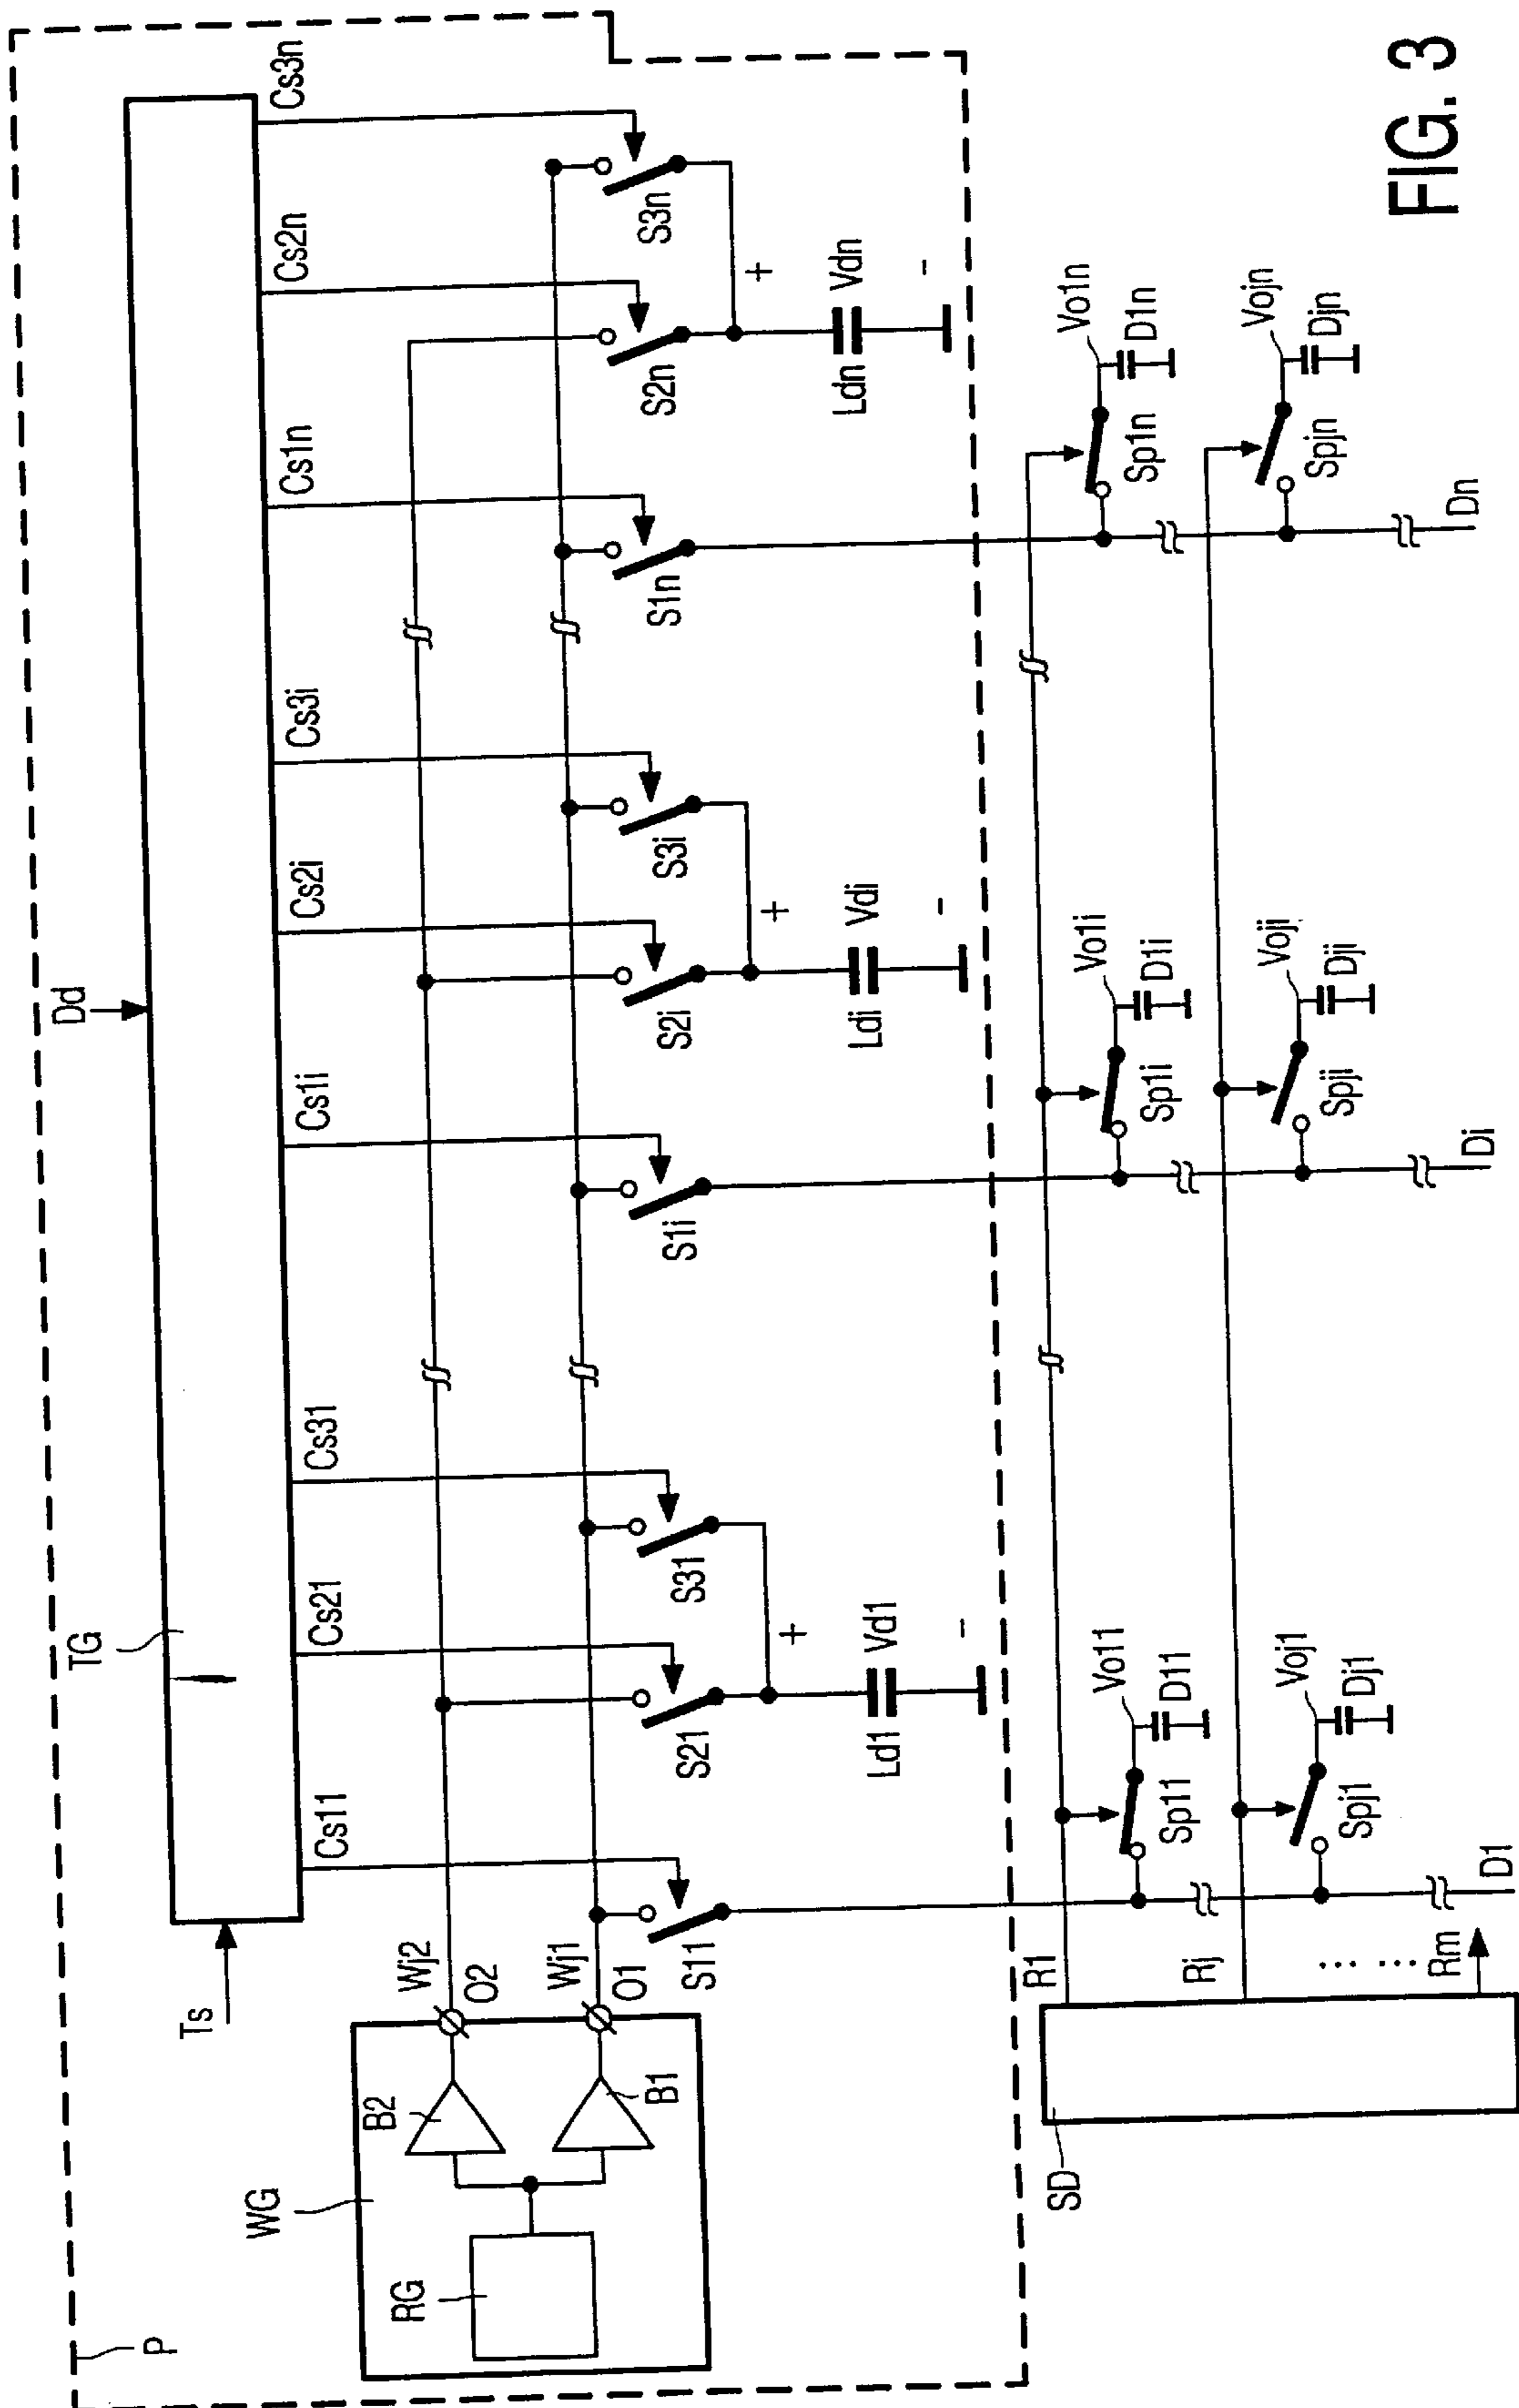 P
Ts
TG
Dd
Cs11
Cs21
Cs31
Cs1i
Cs2i
Cs3i
Cs1n
Cs2n
Cs3n
WG
RG
B2
B1
Wj2
O2
Wj1
O1
S11
S21
S31
S1i
S2i
S3i
S1n
S2n
S3n
+
+
+
Ld1
Vd1
Ldi
Vdi
Ldn
Vdn
-
-
-
SD
R1
Vo11
Vo1i
Vo1n
Sp11
D11
Sp1i
D1i
Sp1n
D1n
Rj
Voj1
Voji
Vojn
Spj1
Dj1
Spji
Dji
Spjn
Djn
Rm
D1
Di
Dn
FIG. 3